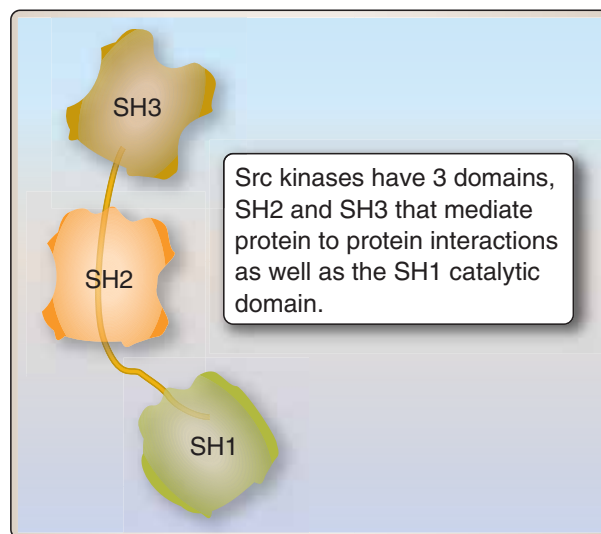 SH3
Src kinases have 3 domains,
SH2 and SH3 that mediate
protein to protein interactions
as well as the SH1 catalytic
domain.
SH2
SH1